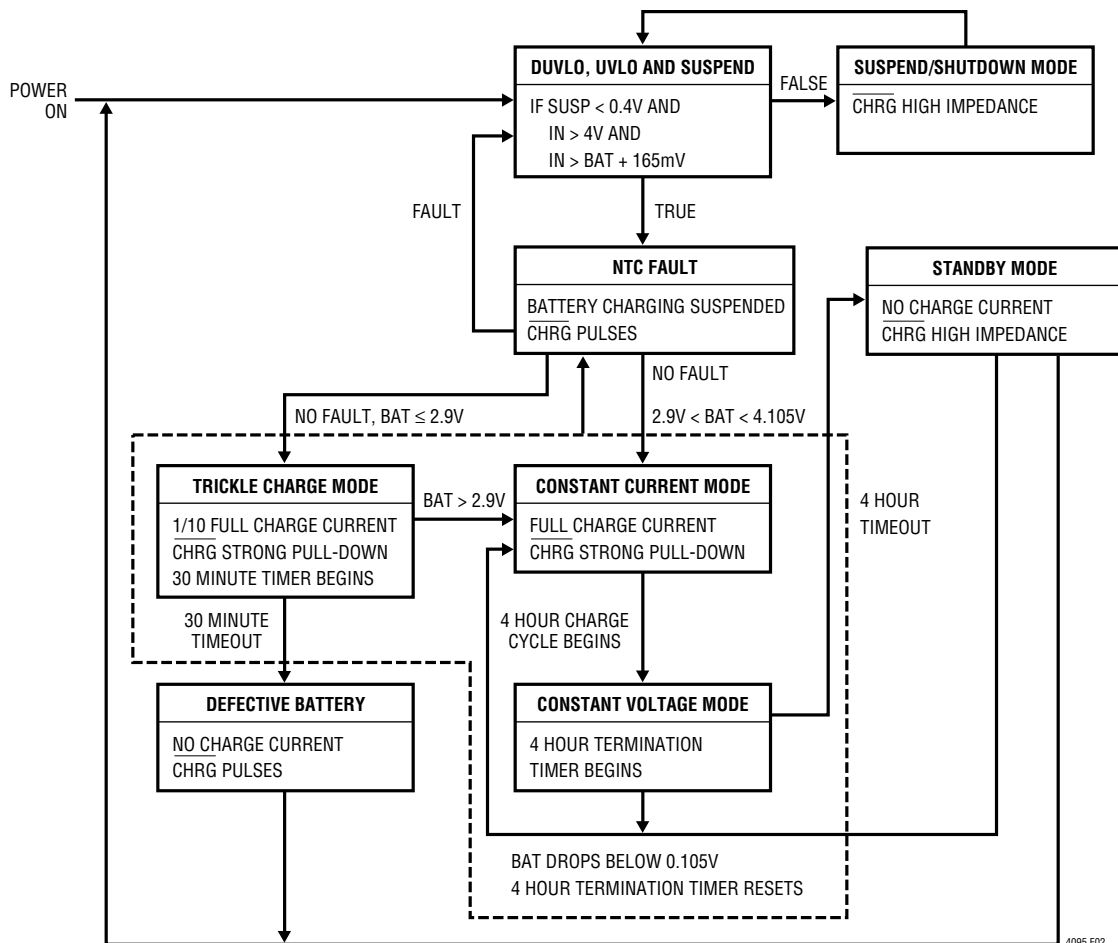 POWER
ON
DUVLO, UVLO AND SUSPEND
IF SUSP < 0.4V AND
IN > 4V AND
IN > BAT + 165mV
FALSE
SUSPEND/SHUTDOWN MODE
CHRG HIGH IMPEDANCE
FAULT
TRUE
NTC FAULT
BATTERY CHARGING SUSPENDED
CHRG PULSES
STANDBY MODE
NO CHARGE CURRENT
CHRG HIGH IMPEDANCE
NO FAULT, BAT ≤ 2.9V
NO FAULT
2.9V < BAT < 4.105V
TRICKLE CHARGE MODE
1/10 FULL CHARGE CURRENT
CHRG STRONG PULL-DOWN
30 MINUTE TIMER BEGINS
BAT > 2.9V
CONSTANT CURRENT MODE
FULL CHARGE CURRENT
CHRG STRONG PULL-DOWN
4 HOUR
TIMEOUT
30 MINUTE
TIMEOUT
4 HOUR CHARGE
CYCLE BEGINS
DEFECTIVE BATTERY
NO CHARGE CURRENT
CHRG PULSES
CONSTANT VOLTAGE MODE
4 HOUR TERMINATION
TIMER BEGINS
BAT DROPS BELOW 0.105V
4 HOUR TERMINATION TIMER RESETS
4095 F02